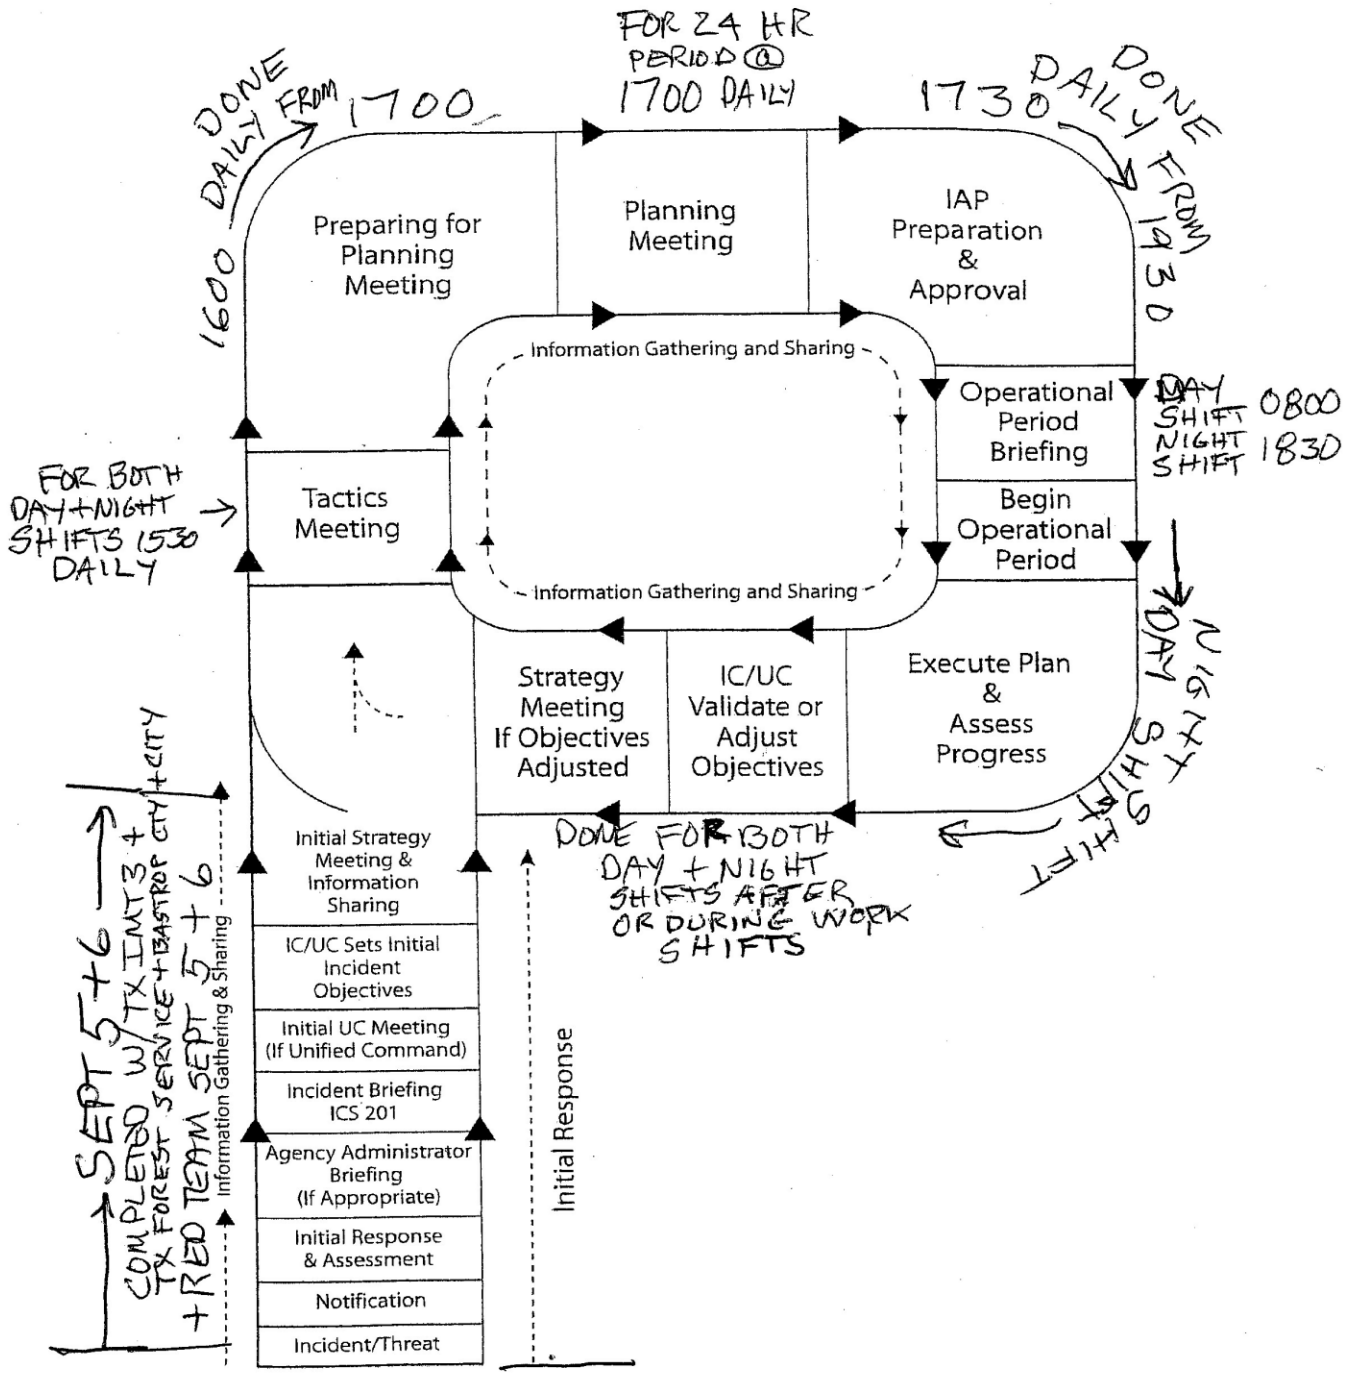 FOR 24 HR
PERIOD @
1700 DAILY
DONE
DAILY FROM
1600
1700
1730
DONE
DAILY FROM
1930
Preparing for
Planning
Meeting
Planning
Meeting
IAP
Preparation
&
Approval
Information Gathering and Sharing
Operational
Period
Briefing
DAY
SHIFT 0800
NIGHT
SHIFT 1830
FOR BOTH
DAY+NIGHT
SHIFTS 1530
DAILY
Tactics
Meeting
Begin
Operational
Period
Information Gathering and Sharing
NIGHT SHIFT
DAY SHIFT
Strategy
Meeting
If Objectives
Adjusted
IC/UC
Validate or
Adjust
Objectives
Execute Plan
&
Assess
Progress
DONE FOR BOTH
DAY + NIGHT
SHIFTS AFTER
OR DURING WORK
SHIFTS
Initial Strategy
Meeting &
Information
Sharing
IC/UC Sets Initial
Incident
Objectives
Initial UC Meeting
(If Unified Command)
Incident Briefing
ICS 201
Agency Administrator
Briefing
(If Appropriate)
Initial Response
& Assessment
Notification
Incident/Threat
SEPT 5+6
COMPLETED W/TX IMT3 +
TX FOREST SERVICE + BASTROP CTY + CITY
+ RED TEAM SEPT 5+6
Information Gathering & Sharing
Initial Response